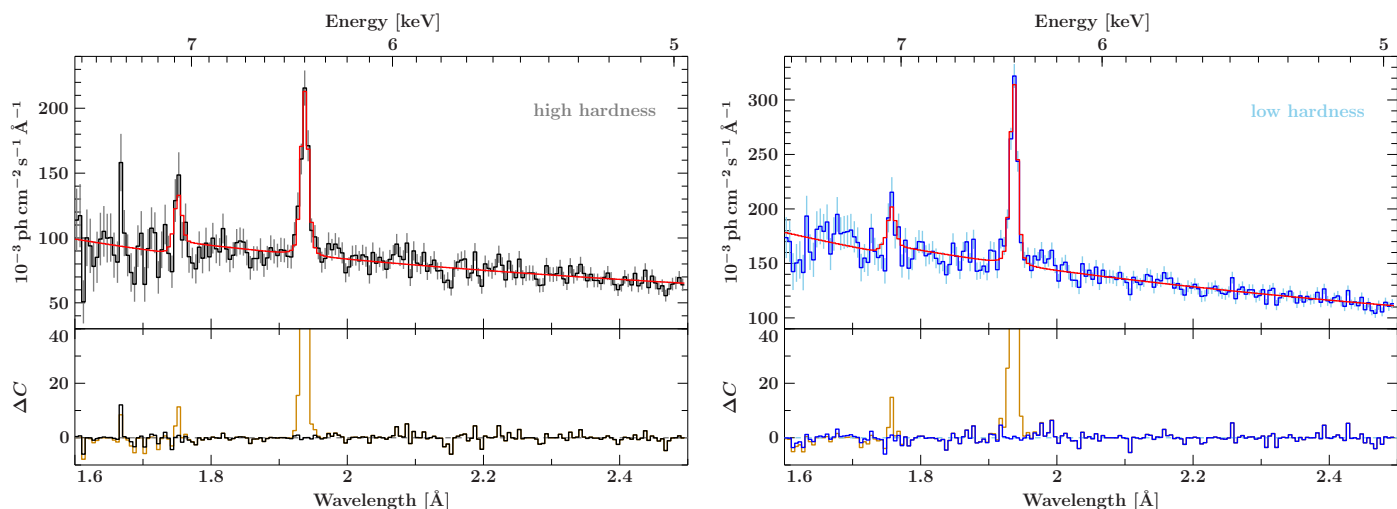 Energy [keV]
7 6 5
200
150
100
50
10⁻³ ph cm⁻² s⁻¹ Å⁻¹
high hardness
40
20
0
ΔC
1.6 1.8 2 2.2 2.4
Wavelength [Å]
Energy [keV]
7 6 5
300
250
200
150
100
10⁻³ ph cm⁻² s⁻¹ Å⁻¹
low hardness
40
20
0
ΔC
1.6 1.8 2 2.2 2.4
Wavelength [Å]